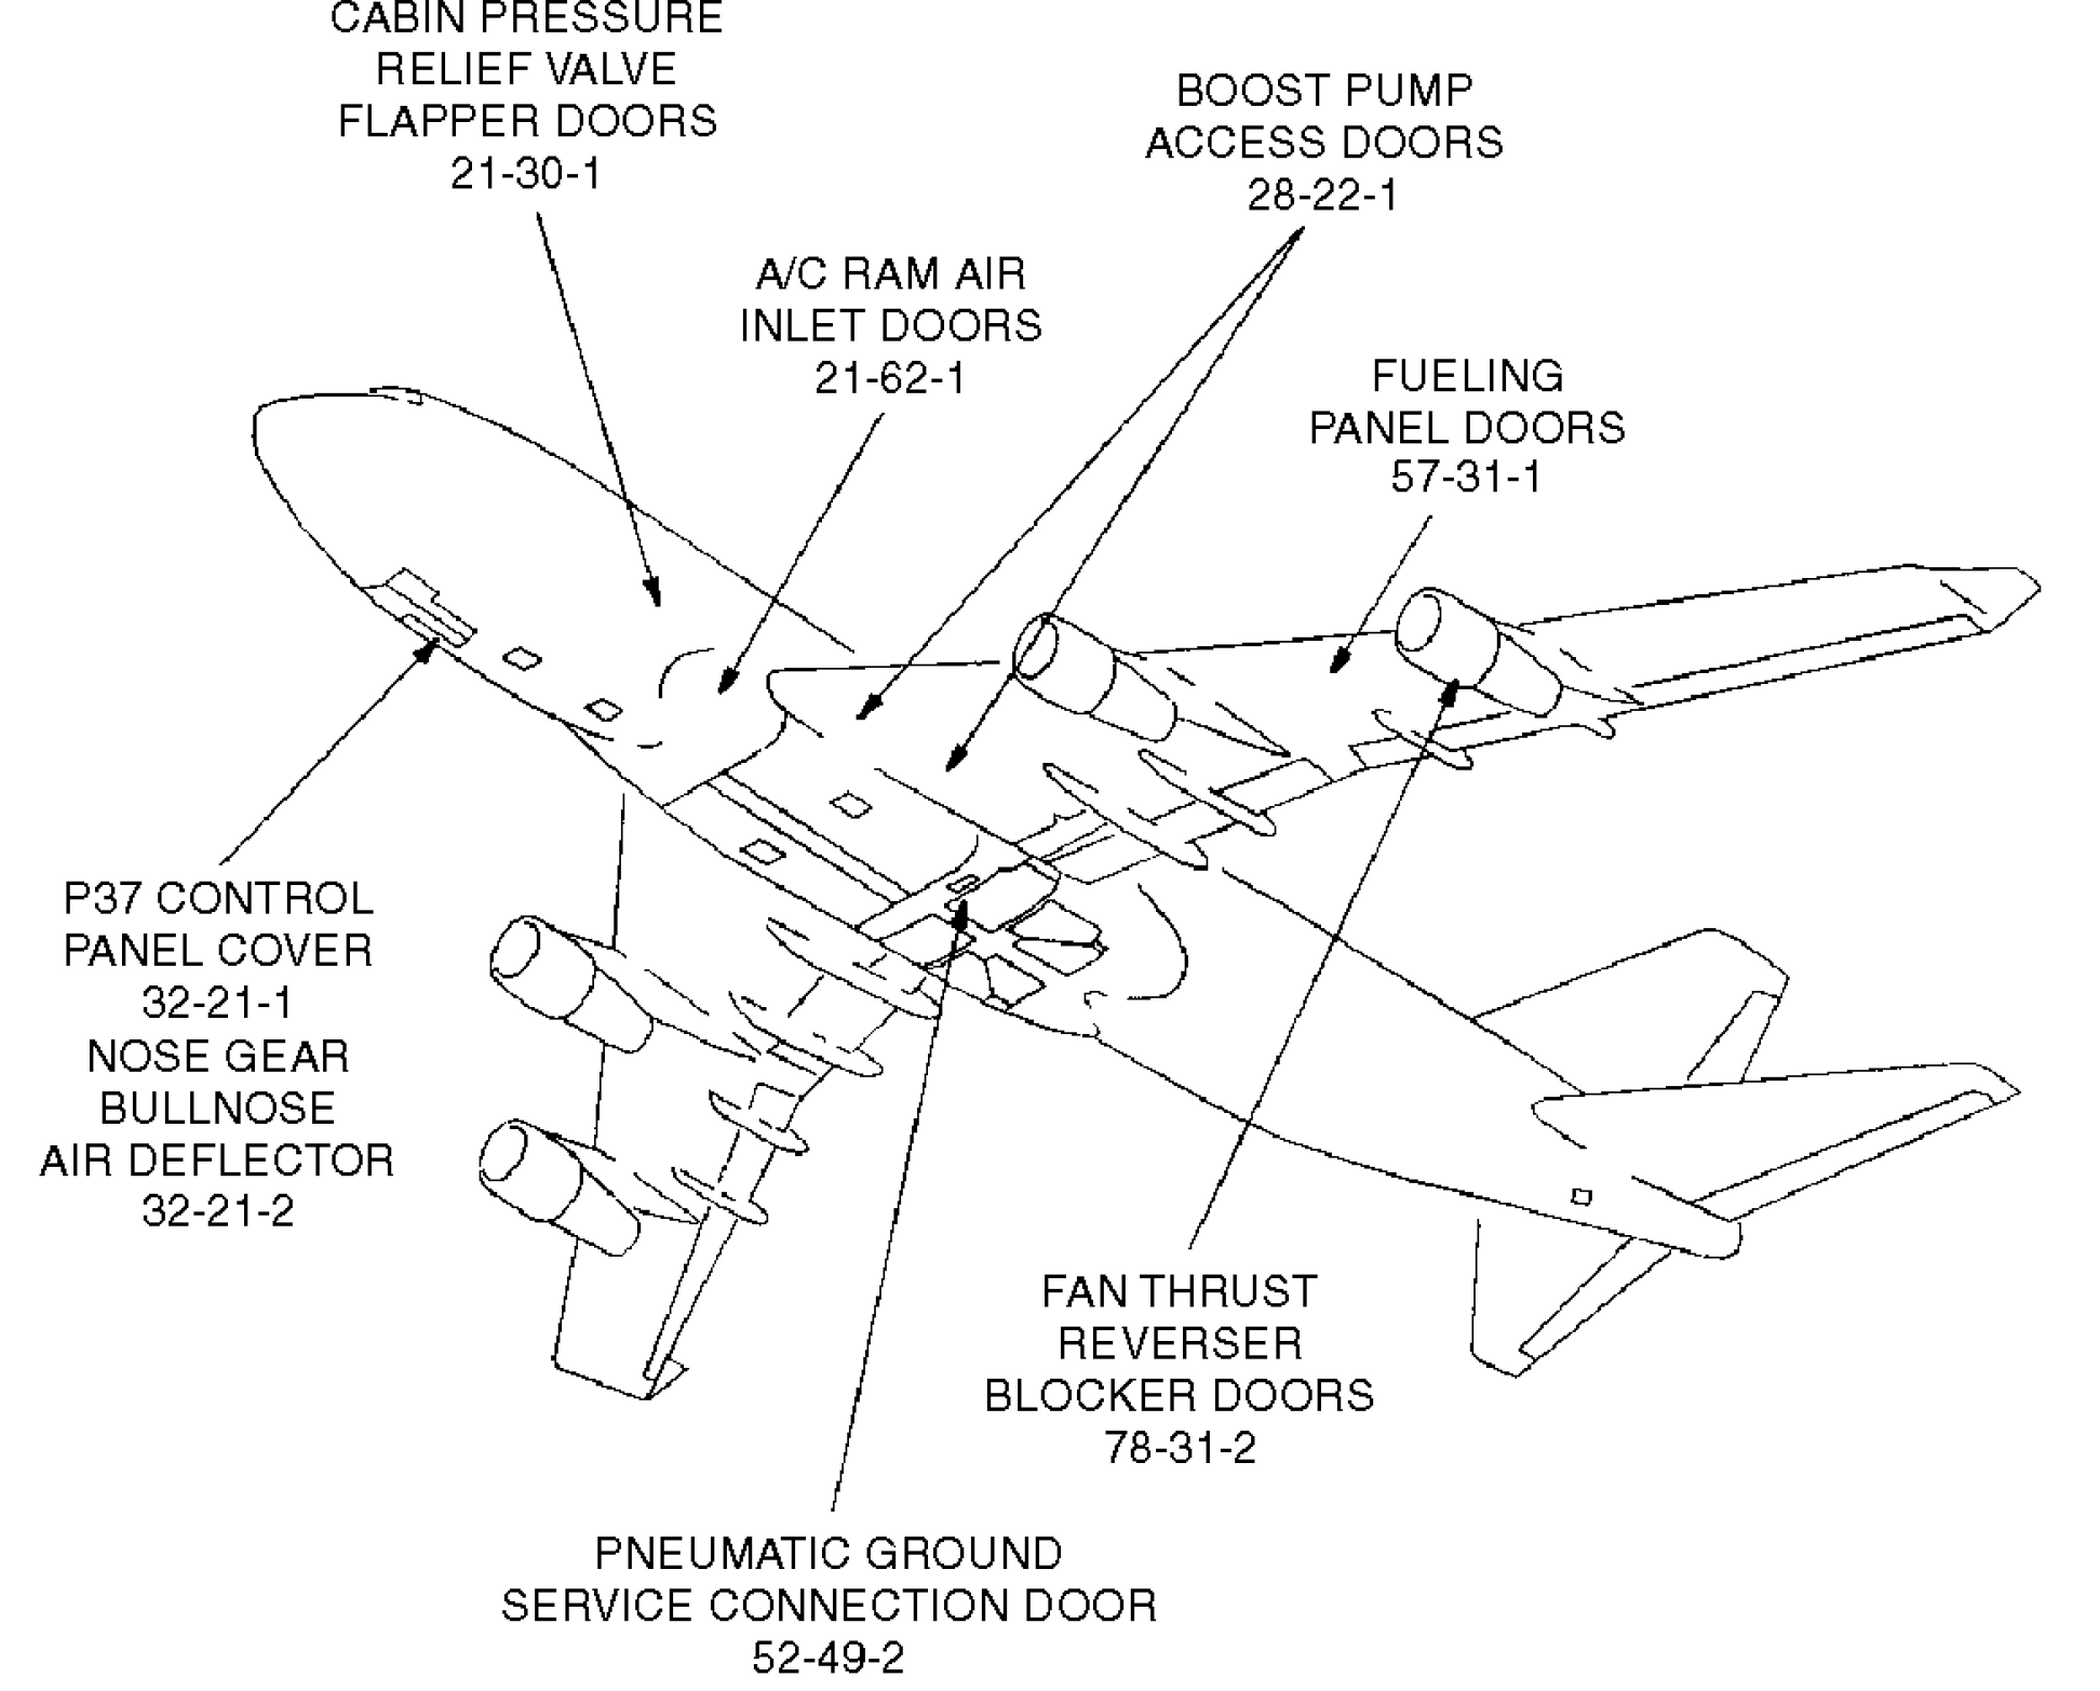 CABIN PRESSURE
RELIEF VALVE
FLAPPER DOORS
21-30-1
BOOST PUMP
ACCESS DOORS
28-22-1
A/C RAM AIR
INLET DOORS
21-62-1
FUELING
PANEL DOORS
57-31-1
P37 CONTROL
PANEL COVER
32-21-1
NOSE GEAR
BULLNOSE
AIR DEFLECTOR
32-21-2
FAN THRUST
REVERSER
BLOCKER DOORS
78-31-2
PNEUMATIC GROUND
SERVICE CONNECTION DOOR
52-49-2